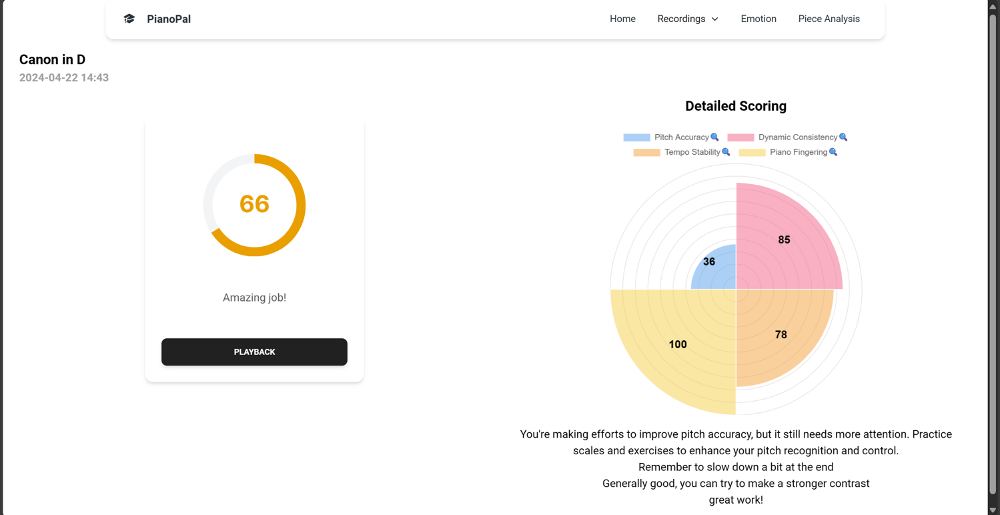 PianoPal
Home Recordings Emotion Piece Analysis
Canon in D
2024-04-22 14:43
66
Amazing job!
PLAYBACK
Detailed Scoring
Pitch Accuracy Dynamic Consistency
Tempo Stability Piano Fingering
85
36
78
100
You're making efforts to improve pitch accuracy, but it still needs more attention. Practice
scales and exercises to enhance your pitch recognition and control.
Remember to slow down a bit at the end
Generally good, you can try to make a stronger contrast
great work!